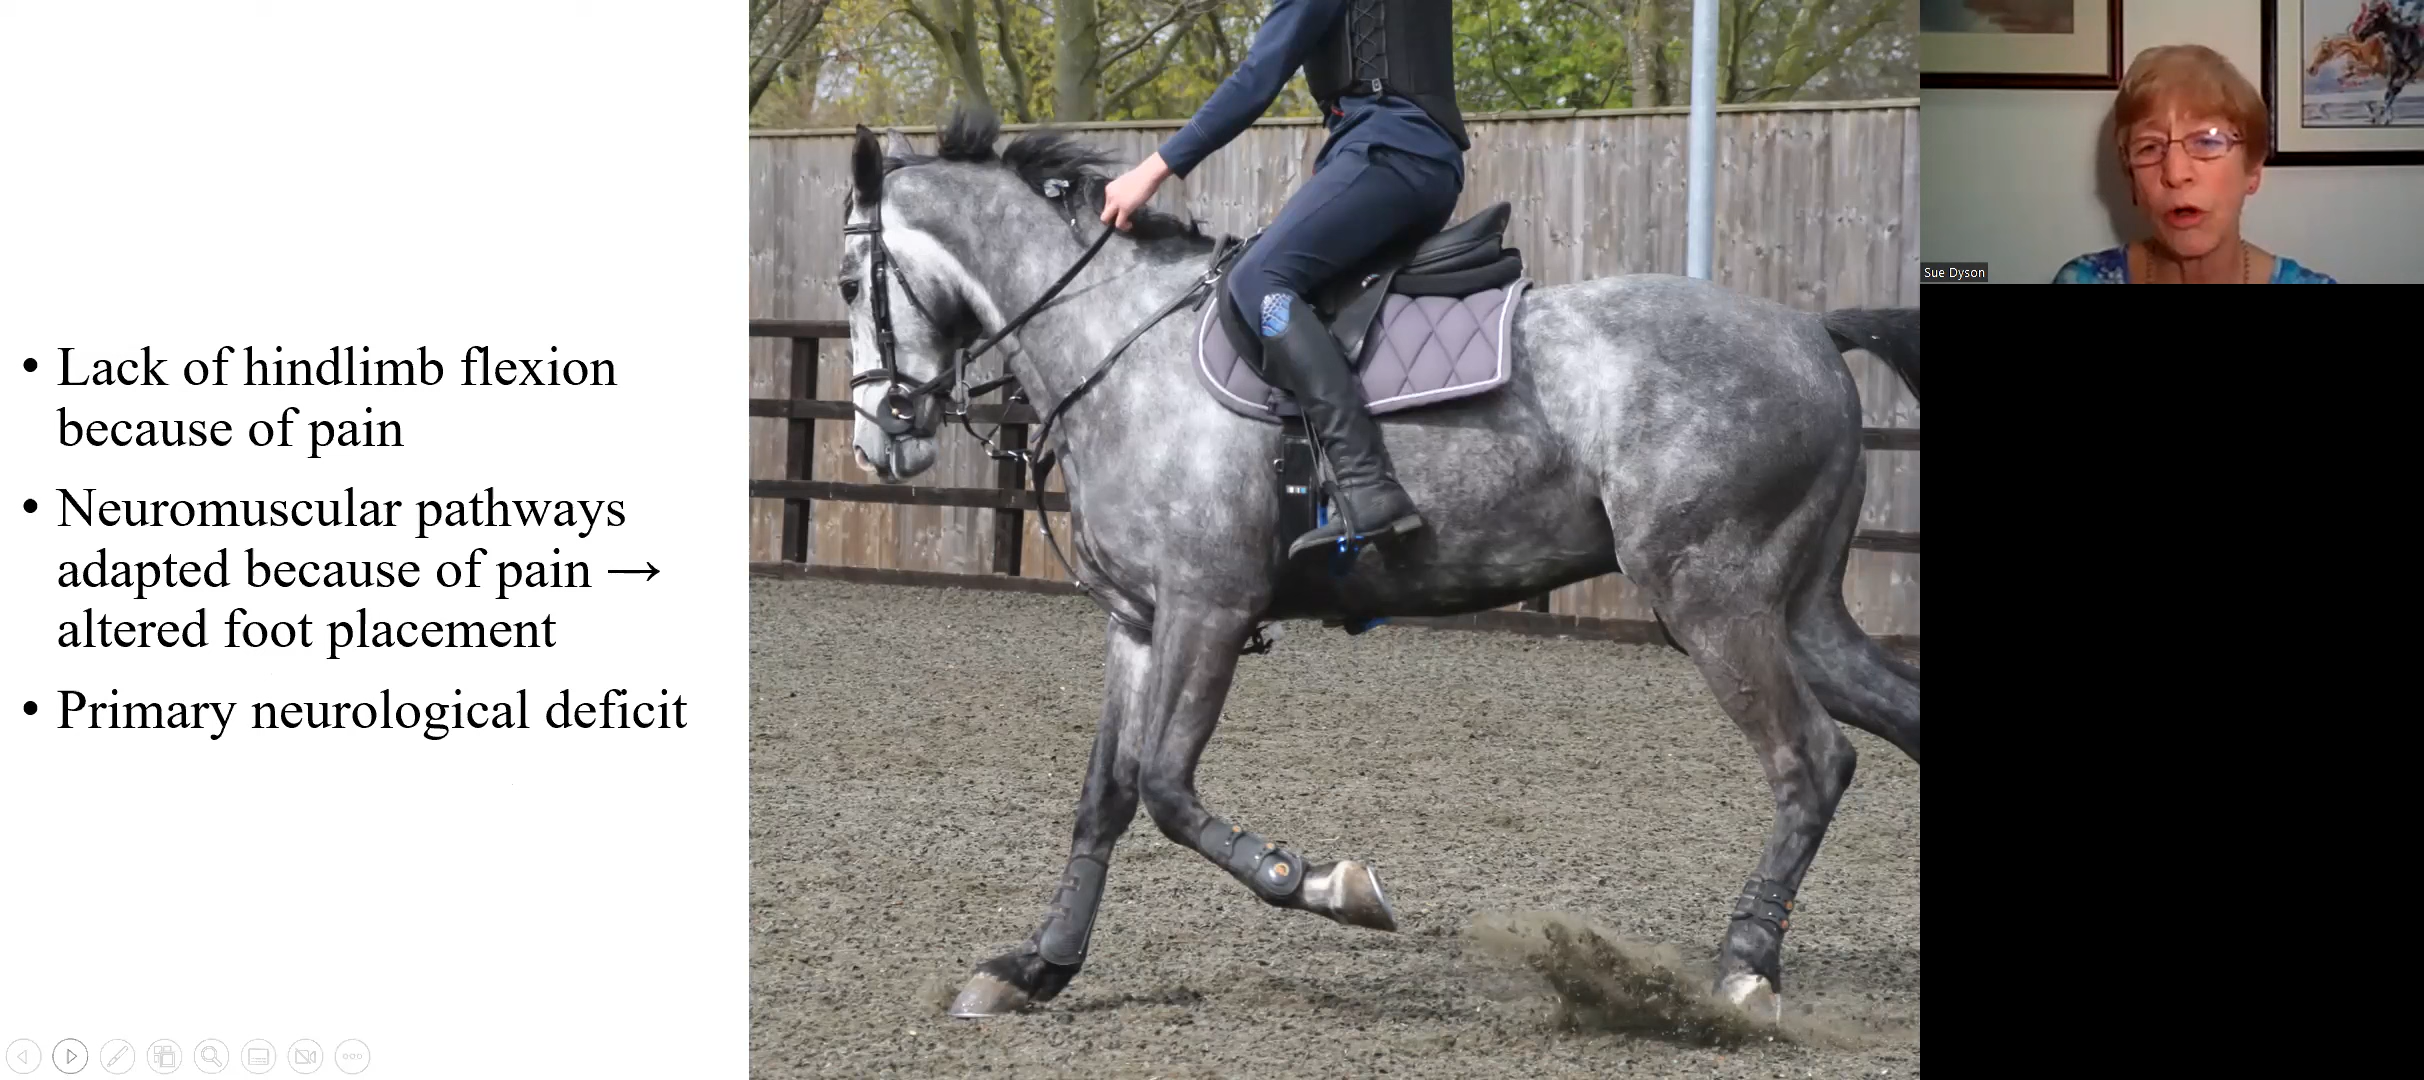 • Lack of hindlimb flexion
because of pain
• Neuromuscular pathways
adapted because of pain →
altered foot placement
• Primary neurological deficit
Sue Dyson